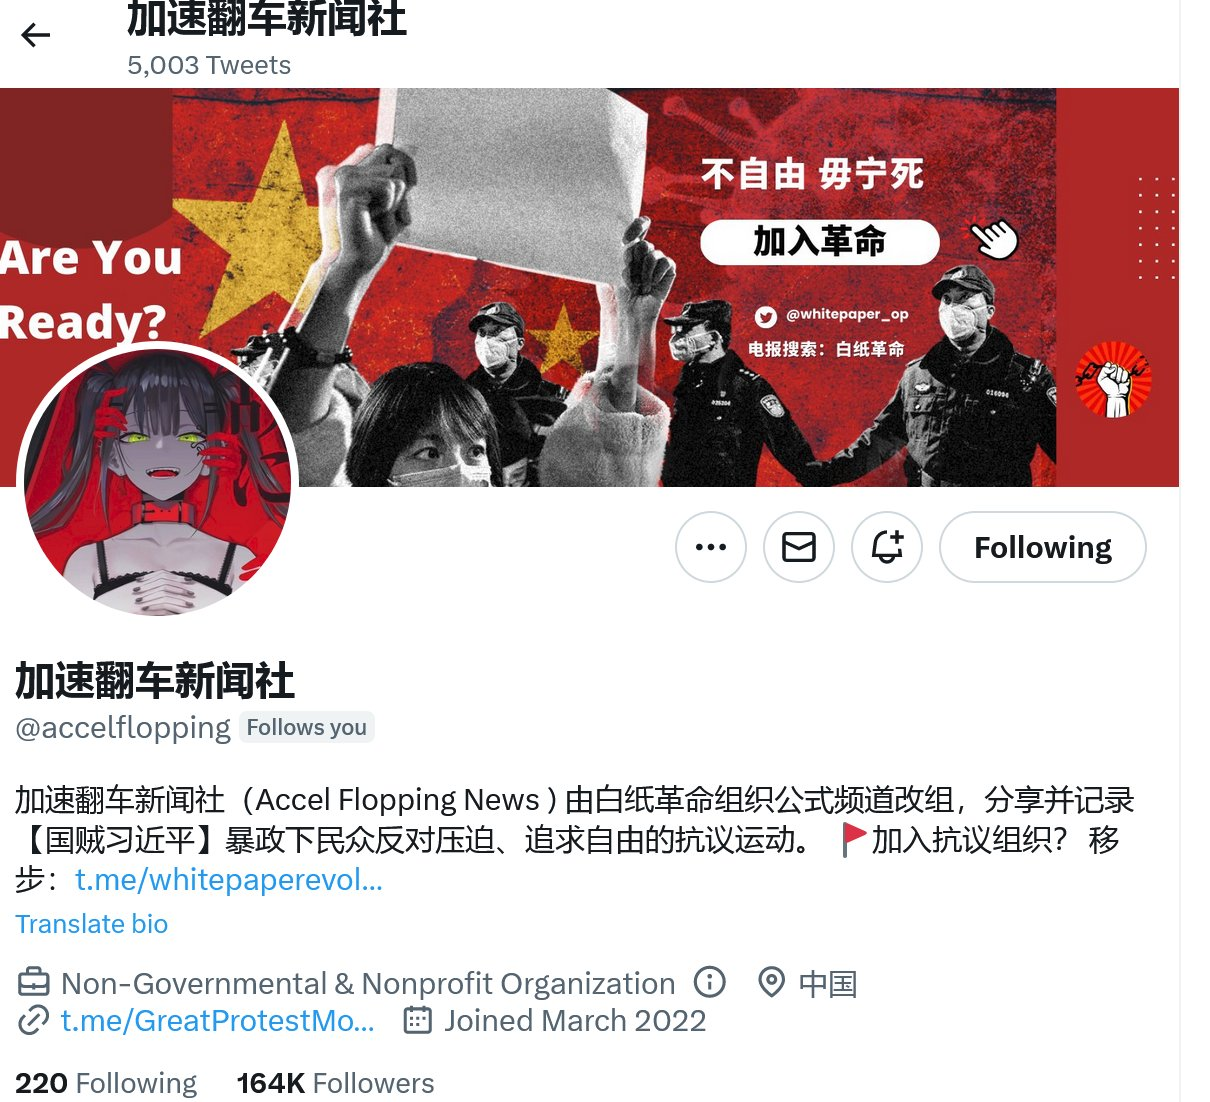 加速翻车新闻社
5,003 Tweets
Are You
Ready?
不自由 毋宁死
加入革命
@whitepaper_op
电报搜索：白纸革命
016094
Following
加速翻车新闻社
@accelflopping Follows you
加速翻车新闻社（Accel Flopping News ) 由白纸革命组织公式频道改组，分享并记录
【国贼习近平】暴政下民众反对压迫、追求自由的抗议运动。 🚩加入抗议组织？ 移
步：t.me/whitepaperevol…
Translate bio
Non-Governmental & Nonprofit Organization 中国
t.me/GreatProtestMo… Joined March 2022
220 Following 164K Followers